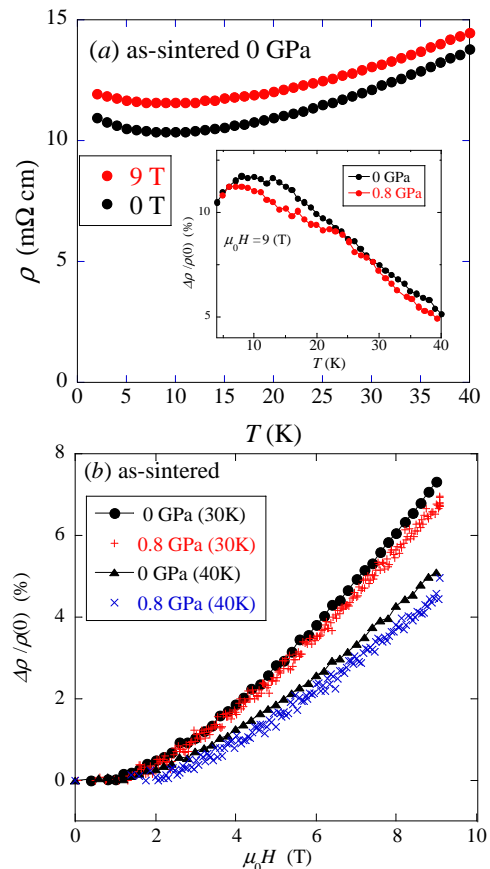 15
(a) as-sintered 0 GPa
10
9 T
0 T
0 GPa
0.8 GPa
11
μ₀H = 9 (T)
Δρ/ρ(0) (%)
5
10 20 30 40
T (K)
5
ρ (mΩ cm)
0
0 5 10 15 20 25 30 35 40
T (K)
8
(b) as-sintered
0 GPa (30K)
0.8 GPa (30K)
0 GPa (40K)
0.8 GPa (40K)
6
4
Δρ/ρ(0) (%)
2
0
0 2 4 6 8 10
μ₀H (T)